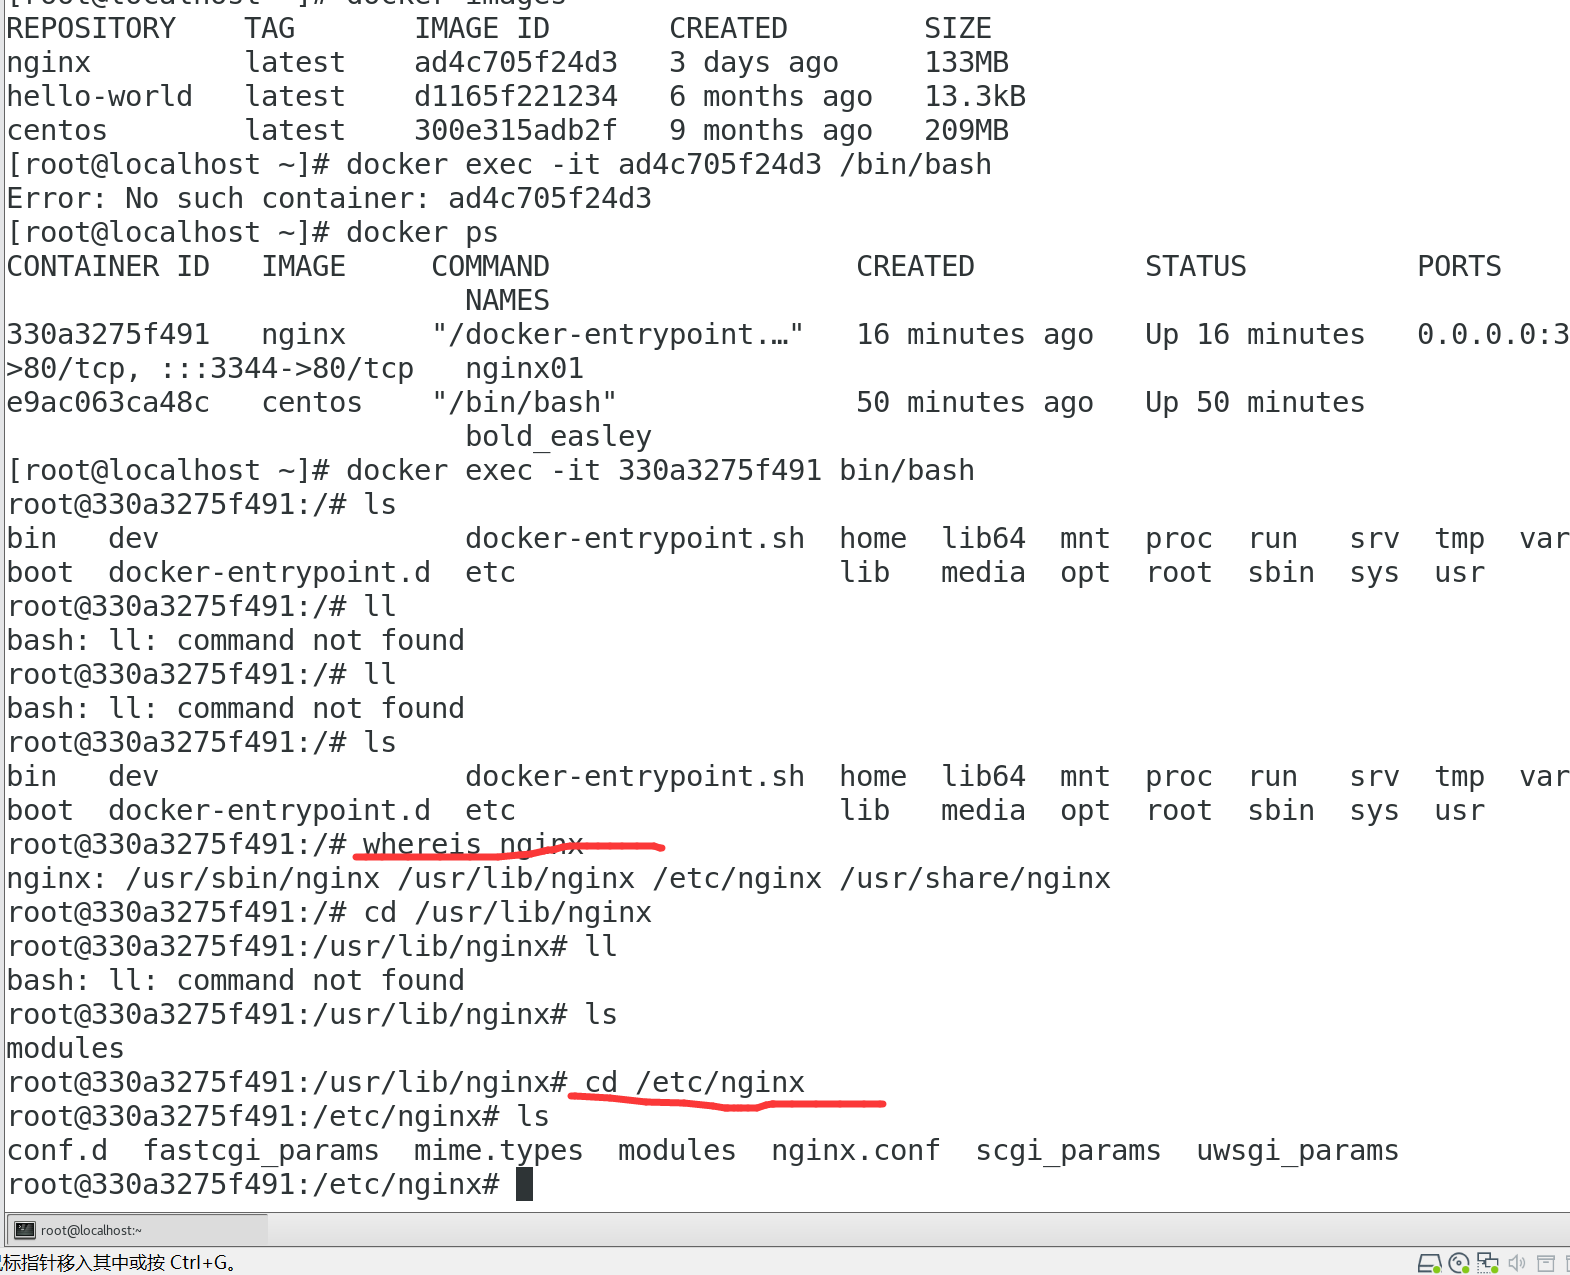 [root@localhost ~]# docker images
REPOSITORY    TAG       IMAGE ID       CREATED        SIZE
nginx         latest    ad4c705f24d3   3 days ago     133MB
hello-world   latest    d1165f221234   6 months ago   13.3kB
centos        latest    300e315adb2f   9 months ago   209MB
[root@localhost ~]# docker exec -it ad4c705f24d3 /bin/bash
Error: No such container: ad4c705f24d3
[root@localhost ~]# docker ps
CONTAINER ID   IMAGE     COMMAND                  CREATED          STATUS          PORTS
                           NAMES
330a3275f491   nginx     "/docker-entrypoint.…"   16 minutes ago   Up 16 minutes   0.0.0.0:3
>80/tcp, :::3344->80/tcp   nginx01
e9ac063ca48c   centos    "/bin/bash"              50 minutes ago   Up 50 minutes
                           bold_easley
[root@localhost ~]# docker exec -it 330a3275f491 bin/bash
root@330a3275f491:/# ls
bin   dev                  docker-entrypoint.sh  home  lib64  mnt  proc  run   srv  tmp  var
boot  docker-entrypoint.d  etc                   lib   media  opt  root  sbin  sys  usr
root@330a3275f491:/# ll
bash: ll: command not found
root@330a3275f491:/# ll
bash: ll: command not found
root@330a3275f491:/# ls
bin   dev                  docker-entrypoint.sh  home  lib64  mnt  proc  run   srv  tmp  var
boot  docker-entrypoint.d  etc                   lib   media  opt  root  sbin  sys  usr
root@330a3275f491:/# whereis nginx
nginx: /usr/sbin/nginx /usr/lib/nginx /etc/nginx /usr/share/nginx
root@330a3275f491:/# cd /usr/lib/nginx
root@330a3275f491:/usr/lib/nginx# ll
bash: ll: command not found
root@330a3275f491:/usr/lib/nginx# ls
modules
root@330a3275f491:/usr/lib/nginx# cd /etc/nginx
root@330a3275f491:/etc/nginx# ls
conf.d  fastcgi_params  mime.types  modules  nginx.conf  scgi_params  uwsgi_params
root@330a3275f491:/etc/nginx#
root@localhost:~
标指针移入其中或按 Ctrl+G。